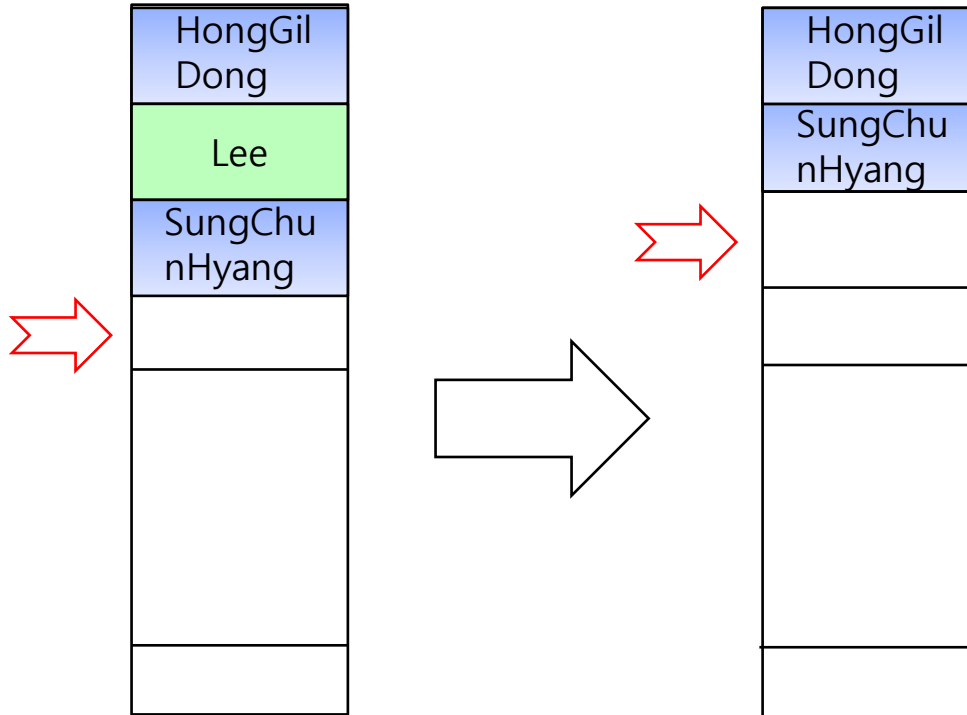 HongGil
Dong
Lee
SungChu
nHyang
HongGil
Dong
SungChu
nHyang